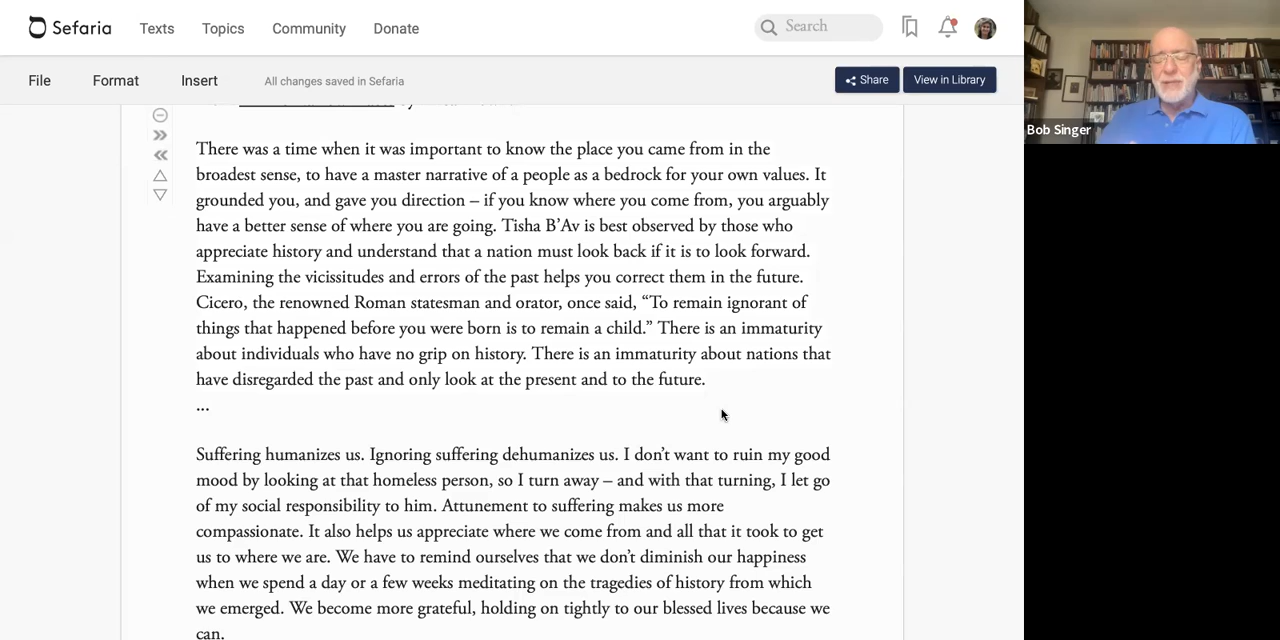 Sefaria
Texts
Topics
Community
Donate
Search
File
Format
Insert
All changes saved in Sefaria
Share
View in Library
Bob Singer
There was a time when it was important to know the place you came from in the
broadest sense, to have a master narrative of a people as a bedrock for your own values. It
grounded you, and gave you direction – if you know where you come from, you arguably
have a better sense of where you are going. Tisha B’Av is best observed by those who
appreciate history and understand that a nation must look back if it is to look forward.
Examining the vicissitudes and errors of the past helps you correct them in the future.
Cicero, the renowned Roman statesman and orator, once said, “To remain ignorant of
things that happened before you were born is to remain a child.” There is an immaturity
about individuals who have no grip on history. There is an immaturity about nations that
have disregarded the past and only look at the present and to the future.
...
Suffering humanizes us. Ignoring suffering dehumanizes us. I don’t want to ruin my good
mood by looking at that homeless person, so I turn away – and with that turning, I let go
of my social responsibility to him. Attunement to suffering makes us more
compassionate. It also helps us appreciate where we come from and all that it took to get
us to where we are. We have to remind ourselves that we don’t diminish our happiness
when we spend a day or a few weeks meditating on the tragedies of history from which
we emerged. We become more grateful, holding on tightly to our blessed lives because we
can.